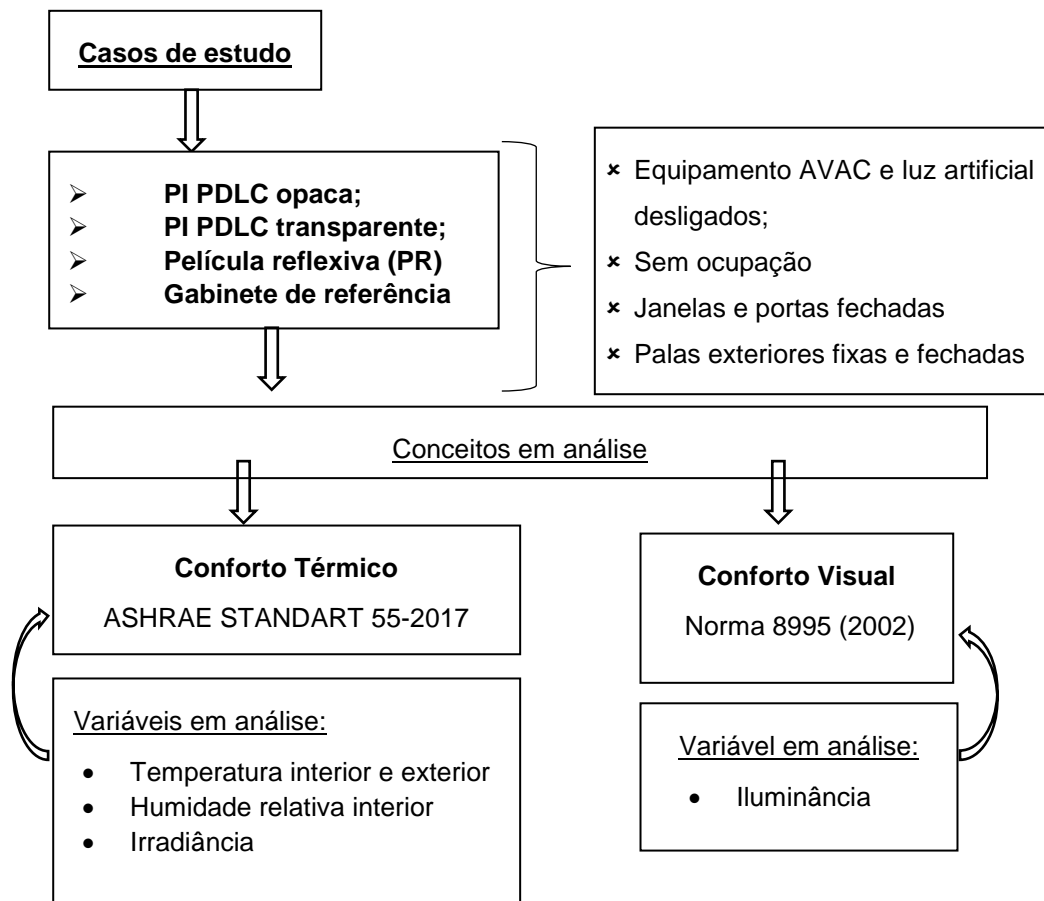 Casos de estudo
➢ PI PDLC opaca;
➢ PI PDLC transparente;
➢ Película reflexiva (PR)
➢ Gabinete de referência
× Equipamento AVAC e luz artificial
desligados;
× Sem ocupação
× Janelas e portas fechadas
× Palas exteriores fixas e fechadas
Conceitos em análise
Conforto Térmico
ASHRAE STANDART 55-2017
Conforto Visual
Norma 8995 (2002)
Variáveis em análise:
• Temperatura interior e exterior
• Humidade relativa interior
• Irradiância
Variável em análise:
• Iluminância